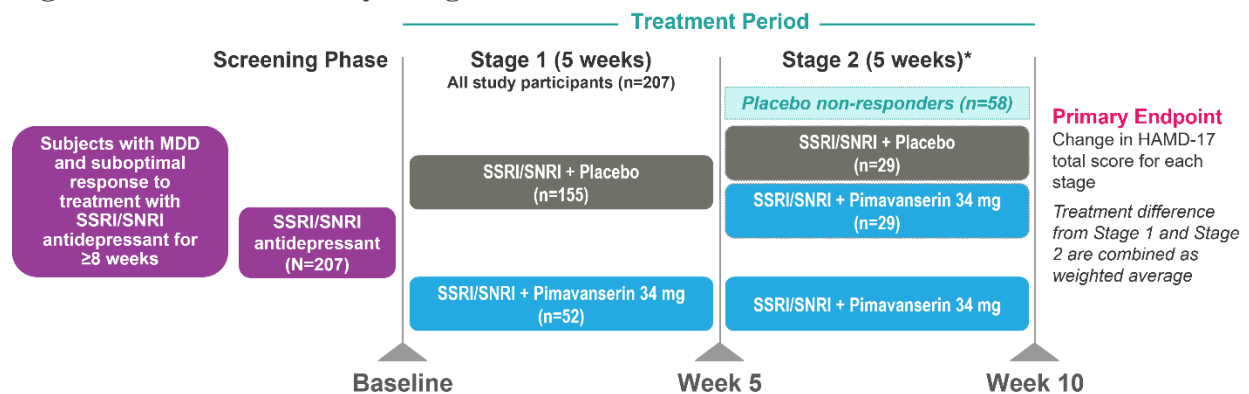 Treatment Period
Screening Phase
Stage 1 (5 weeks)
All study participants (n=207)
Stage 2 (5 weeks)*
Placebo non-responders (n=58)
Subjects with MDD
and suboptimal
response to
treatment with
SSRI/SNRI
antidepressant for
≥8 weeks
SSRI/SNRI
antidepressant
(N=207)
SSRI/SNRI + Placebo
(n=155)
SSRI/SNRI + Pimavanserin 34 mg
(n=52)
SSRI/SNRI + Placebo
(n=29)
SSRI/SNRI + Pimavanserin 34 mg
(n=29)
SSRI/SNRI + Pimavanserin 34 mg
Primary Endpoint
Change in HAMD-17
total score for each
stage
Treatment difference
from Stage 1 and Stage
2 are combined as
weighted average
Baseline
Week 5
Week 10